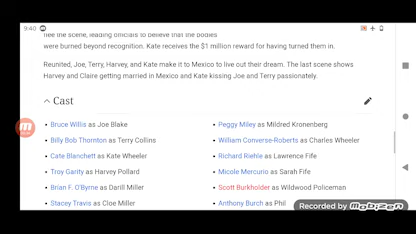 9:40
flee the scene, leading officials to believe that the bodies
were burned beyond recognition. Kate receives the $1 million reward for having turned them in.
Reunited, Joe, Terry, Harvey, and Kate make it to Mexico to live out their dream. The last scene shows
Harvey and Claire getting married in Mexico and Kate kissing Joe and Terry passionately.
Cast
• Bruce Willis as Joe Blake
• Billy Bob Thornton as Terry Collins
• Cate Blanchett as Kate Wheeler
• Troy Garity as Harvey Pollard
• Brian F. O'Byrne as Darill Miller
• Stacey Travis as Cloe Miller
• Peggy Miley as Mildred Kronenberg
• William Converse-Roberts as Charles Wheeler
• Richard Riehle as Lawrence Fife
• Micole Mercurio as Sarah Fife
• Scott Burkholder as Wildwood Policeman
• Anthony Burch as Phil
Recorded by Mobizen